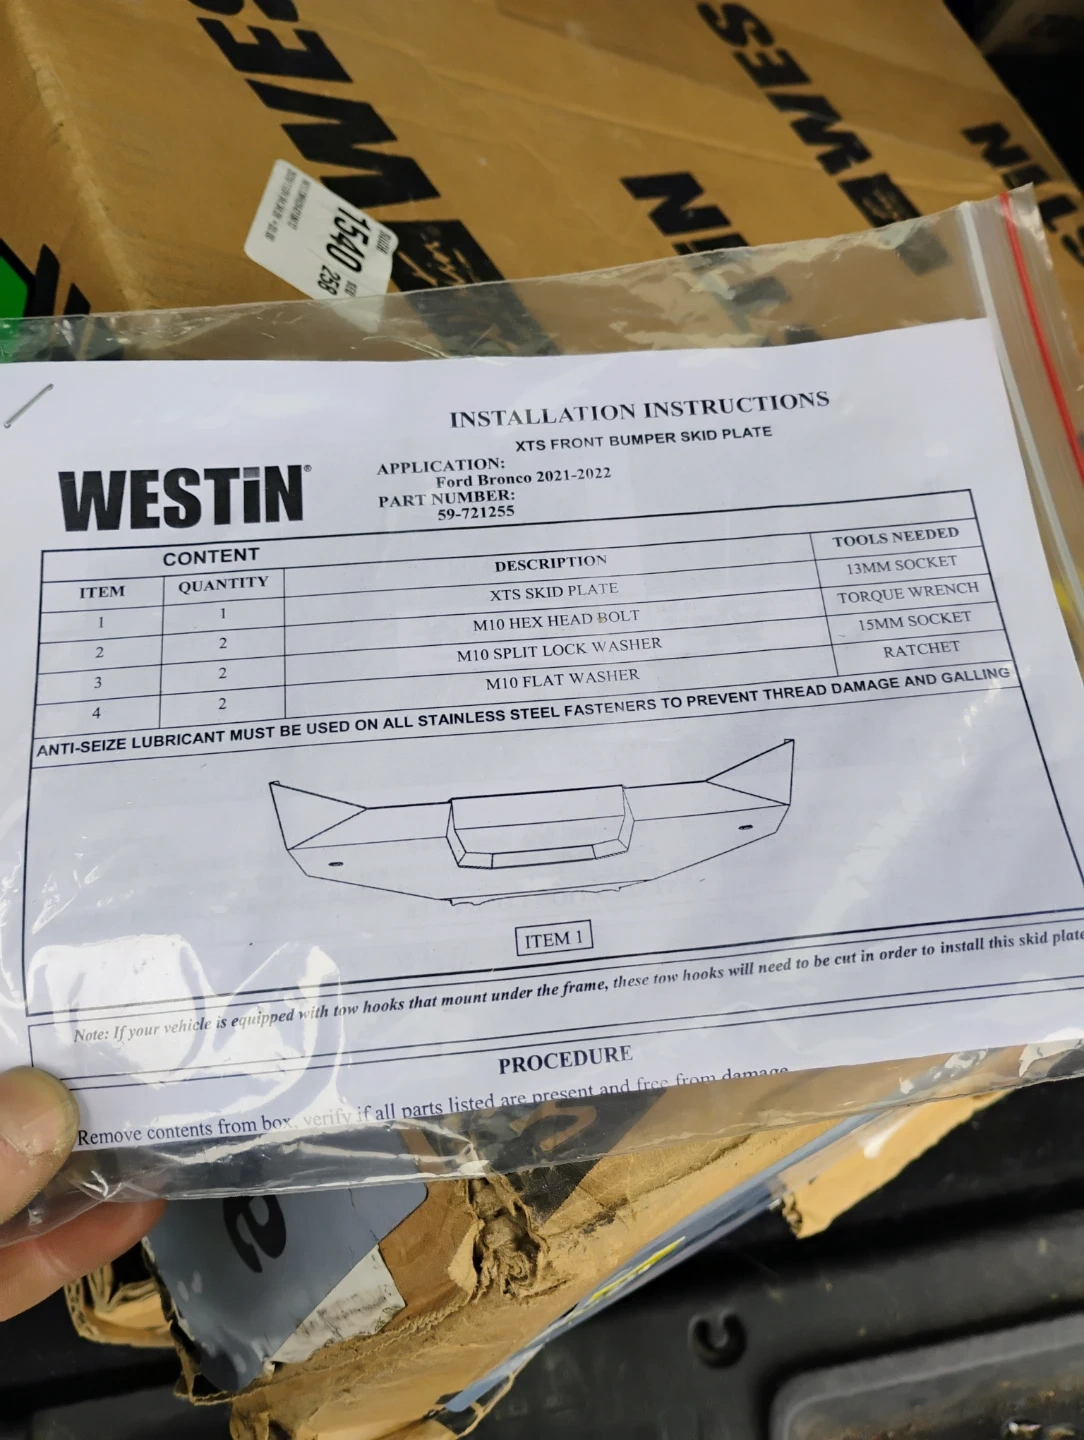 WES
WES
1540
258
INSTALLATION INSTRUCTIONS
XTS FRONT BUMPER SKID PLATE
WESTiN®
APPLICATION:
Ford Bronco 2021-2022
PART NUMBER:
59-721255
CONTENT
ITEM QUANTITY DESCRIPTION TOOLS NEEDED
1 1 XTS SKID PLATE 13MM SOCKET
2 2 M10 HEX HEAD BOLT TORQUE WRENCH
3 2 M10 SPLIT LOCK WASHER 15MM SOCKET
4 2 M10 FLAT WASHER RATCHET
ANTI-SEIZE LUBRICANT MUST BE USED ON ALL STAINLESS STEEL FASTENERS TO PREVENT THREAD DAMAGE AND GALLING
ITEM 1
Note: If your vehicle is equipped with tow hooks that mount under the frame, these tow hooks will need to be cut in order to install this skid plate
PROCEDURE
Remove contents from box, verify if all parts listed are present and free from damage